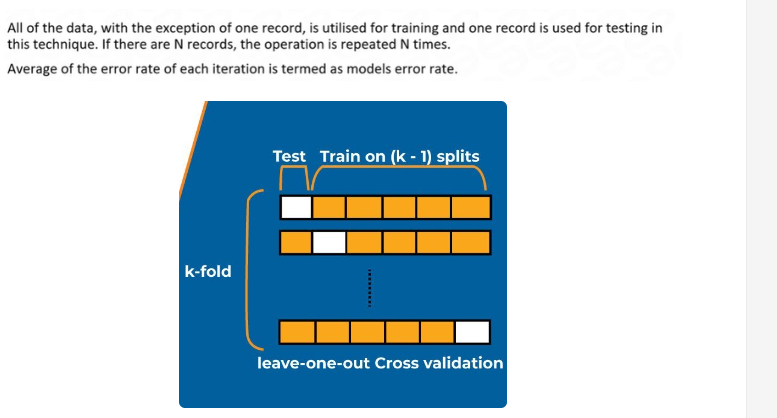 All of the data, with the exception of one record, is utilised for training and one record is used for testing in
this technique. If there are N records, the operation is repeated N times.
Average of the error rate of each iteration is termed as models error rate.
Test Train on (k - 1) splits
k-fold
leave-one-out Cross validation